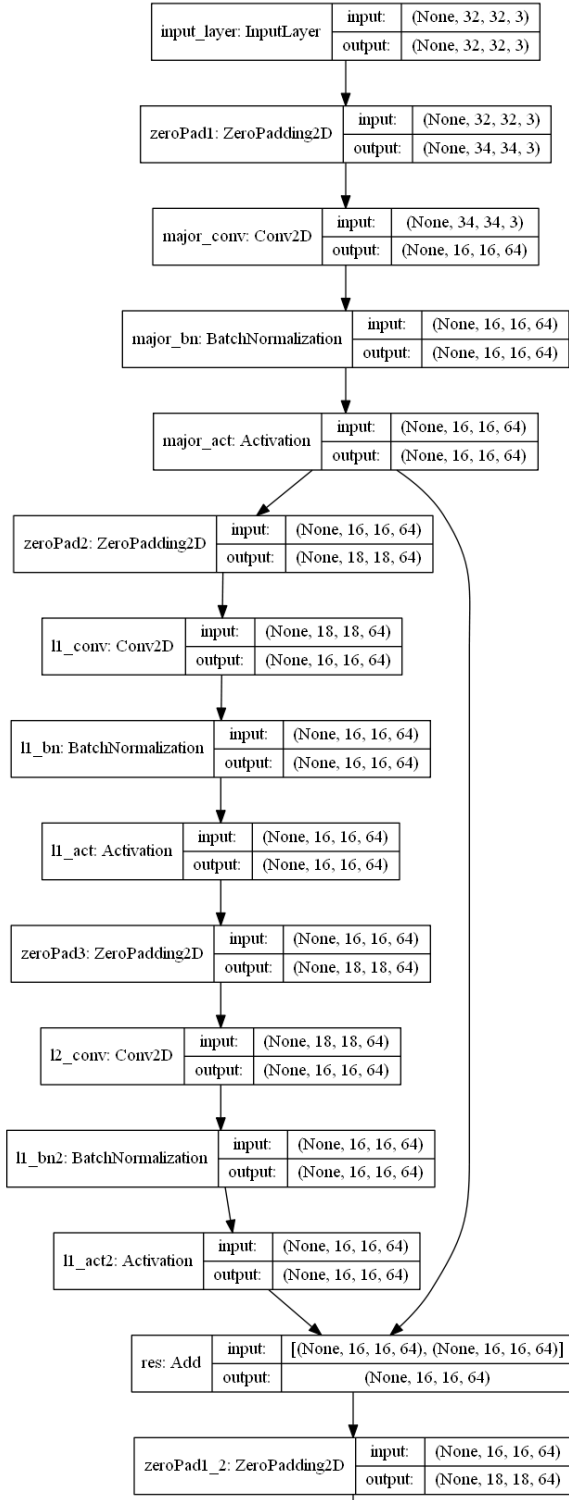 input_layer: InputLayer
input: (None, 32, 32, 3)
output: (None, 32, 32, 3)
zeroPad1: ZeroPadding2D
input: (None, 32, 32, 3)
output: (None, 34, 34, 3)
major_conv: Conv2D
input: (None, 34, 34, 3)
output: (None, 16, 16, 64)
major_bn: BatchNormalization
input: (None, 16, 16, 64)
output: (None, 16, 16, 64)
major_act: Activation
input: (None, 16, 16, 64)
output: (None, 16, 16, 64)
zeroPad2: ZeroPadding2D
input: (None, 16, 16, 64)
output: (None, 18, 18, 64)
l1_conv: Conv2D
input: (None, 18, 18, 64)
output: (None, 16, 16, 64)
l1_bn: BatchNormalization
input: (None, 16, 16, 64)
output: (None, 16, 16, 64)
l1_act: Activation
input: (None, 16, 16, 64)
output: (None, 16, 16, 64)
zeroPad3: ZeroPadding2D
input: (None, 16, 16, 64)
output: (None, 18, 18, 64)
l2_conv: Conv2D
input: (None, 18, 18, 64)
output: (None, 16, 16, 64)
l1_bn2: BatchNormalization
input: (None, 16, 16, 64)
output: (None, 16, 16, 64)
l1_act2: Activation
input: (None, 16, 16, 64)
output: (None, 16, 16, 64)
res: Add
input: [(None, 16, 16, 64), (None, 16, 16, 64)]
output: (None, 16, 16, 64)
zeroPad1_2: ZeroPadding2D
input: (None, 16, 16, 64)
output: (None, 18, 18, 64)